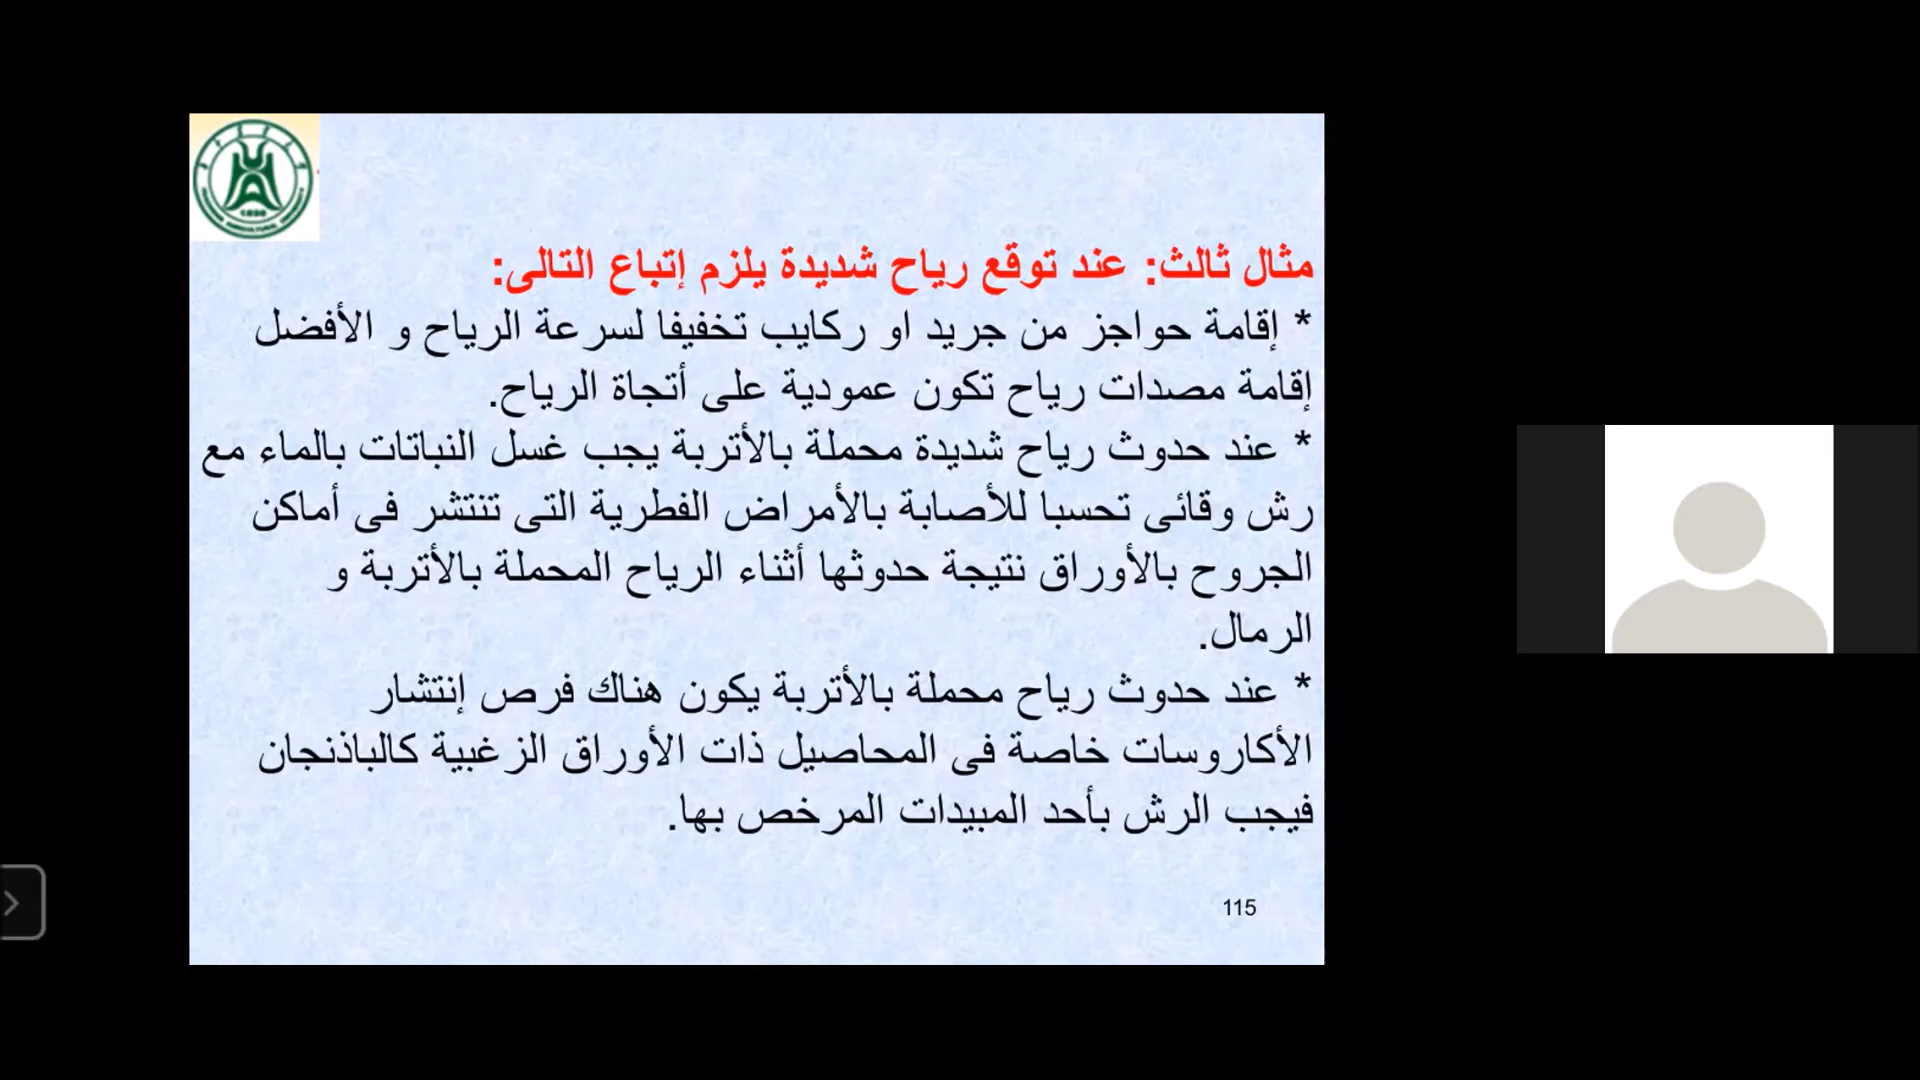 مثال ثالث: عند توقع رياح شديدة يلزم إتباع التالى:
* إقامة حواجز من جريد او ركايب تخفيفا لسرعة الرياح و الأفضل
إقامة مصدات رياح تكون عمودية على أتجاة الرياح.
* عند حدوث رياح شديدة محملة بالأتربة يجب غسل النباتات بالماء مع
رش وقائى تحسبا للأصابة بالأمراض الفطرية التى تنتشر فى أماكن
الجروح بالأوراق نتيجة حدوثها أثناء الرياح المحملة بالأتربة و
الرمال.
* عند حدوث رياح محملة بالأتربة يكون هناك فرص إنتشار
الأكاروسات خاصة فى المحاصيل ذات الأوراق الزغبية كالباذنجان
فيجب الرش بأحد المبيدات المرخص بها.
115